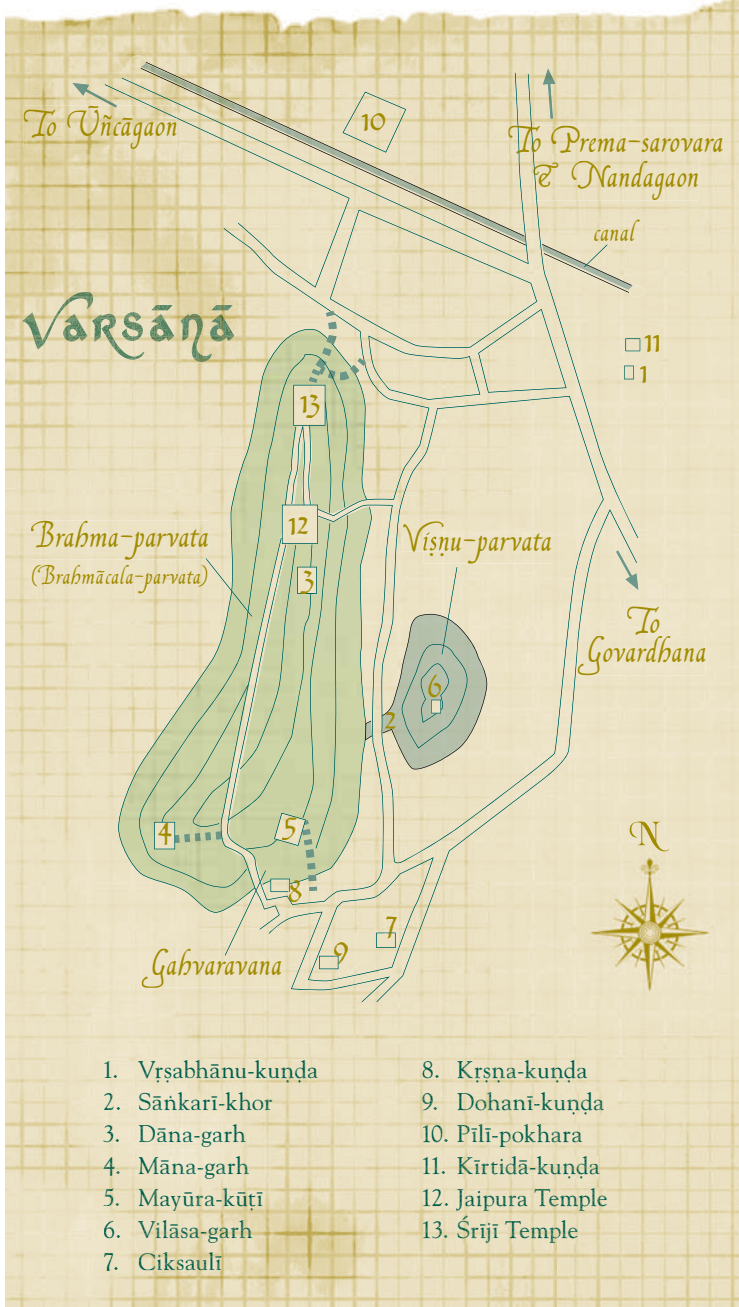 To Ūñcāgaon
10
To Prema-sarovara
& Nandagaon
canal
Varsāṇā
11
1
13
12
Brahma-parvata
(Brahmācala-parvata)
Viṣṇu-parvata
3
To
Govardhana
6
2
4
5
N
8
7
9
Gahvaravana
1. Vṛṣabhānu-kuṇḍa
2. Sāṅkarī-khor
3. Dāna-garh
4. Māna-garh
5. Mayūra-kūṭī
6. Vilāsa-garh
7. Ciksaulī
8. Kṛṣṇa-kuṇḍa
9. Dohanī-kuṇḍa
10. Pīlī-pokhara
11. Kīrtidā-kuṇḍa
12. Jaipura Temple
13. Śrījī Temple